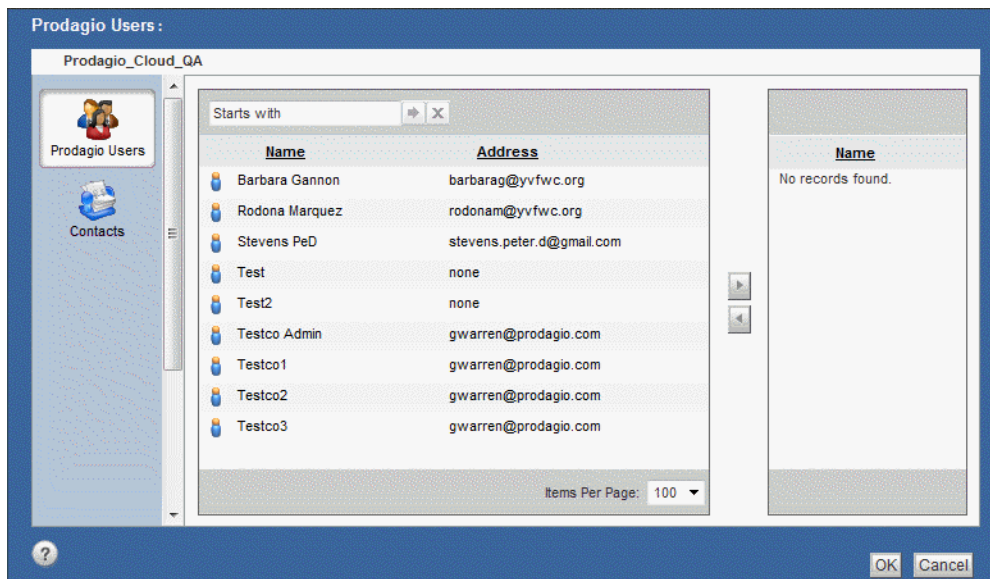 Prodagio Users:
Prodagio_Cloud_QA
Prodagio Users
Contacts
Starts with
X
Name Address
Barbara Gannon barbarag@yvfwc.org
Rodona Marquez rodonam@yvfwc.org
Stevens PeD stevens.peter.d@gmail.com
Test none
Test2 none
Testco Admin gwarren@prodagio.com
Testco1 gwarren@prodagio.com
Testco2 gwarren@prodagio.com
Testco3 gwarren@prodagio.com
Items Per Page: 100
Name
No records found.
?
OK Cancel